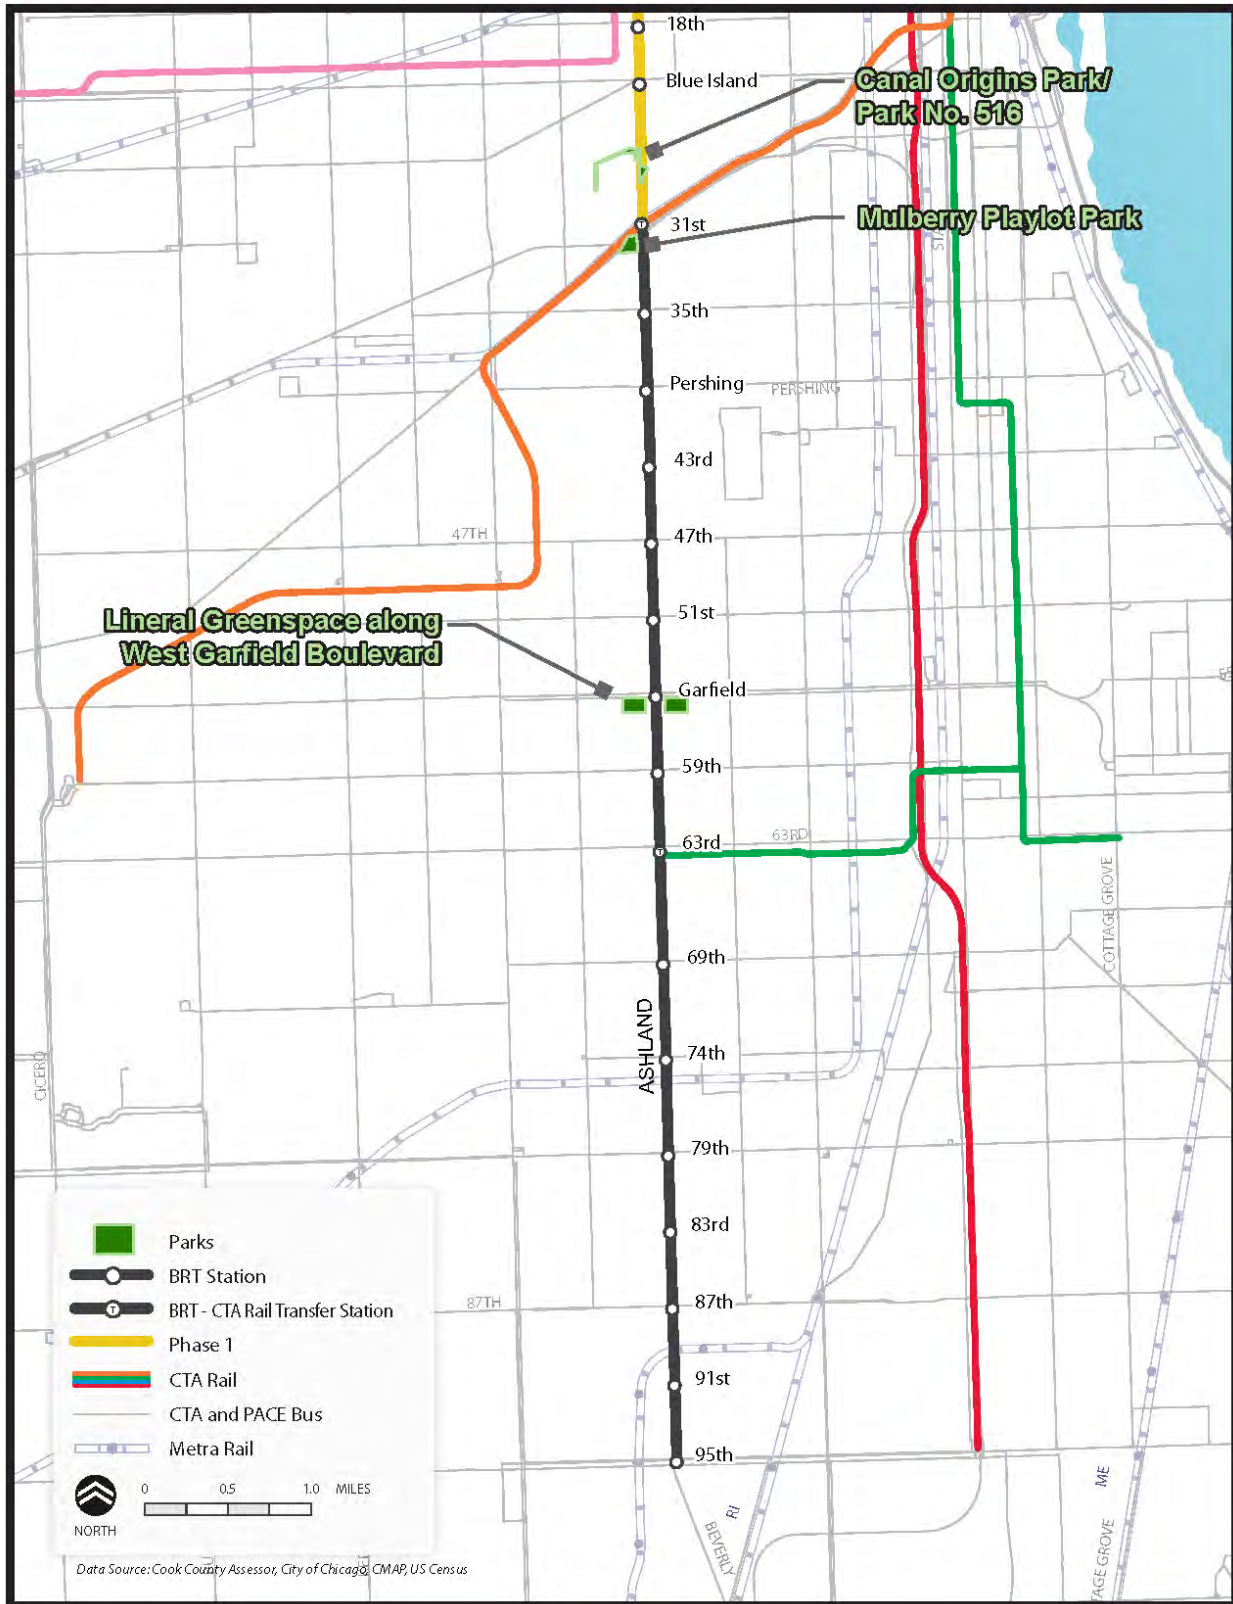 18th
Blue Island
Canal Origins Park/
Park No. 516
31st
Mulberry Playlot Park
35th
Pershing
PERSHING
43rd
47TH
47th
51st
Lineral Greenspace along
West Garfield Boulevard
Garfield
59th
63rd
63RD
COTTAGE GROVE
69th
ASHLAND
74th
CICERO
79th
83rd
87TH
87th
91st
95th
Parks
BRT Station
BRT - CTA Rail Transfer Station
Phase 1
CTA Rail
CTA and PACE Bus
Metra Rail
0 0.5 1.0 MILES
NORTH
RI
ME
BEVERLY
TAGE GROVE
Data Source: Cook County Assessor, City of Chicago, CMAP, US Census